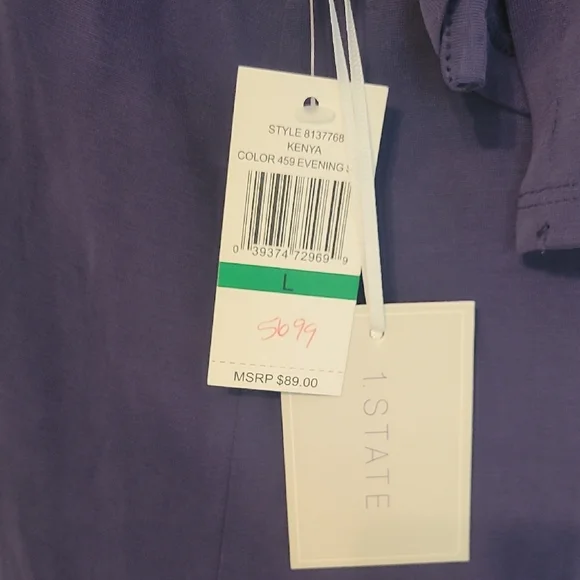 STYLE 8137768
KENYA
COLOR 459 EVENING
0 39374 72969 9
L
5699
MSRP $89.00
1.STATE